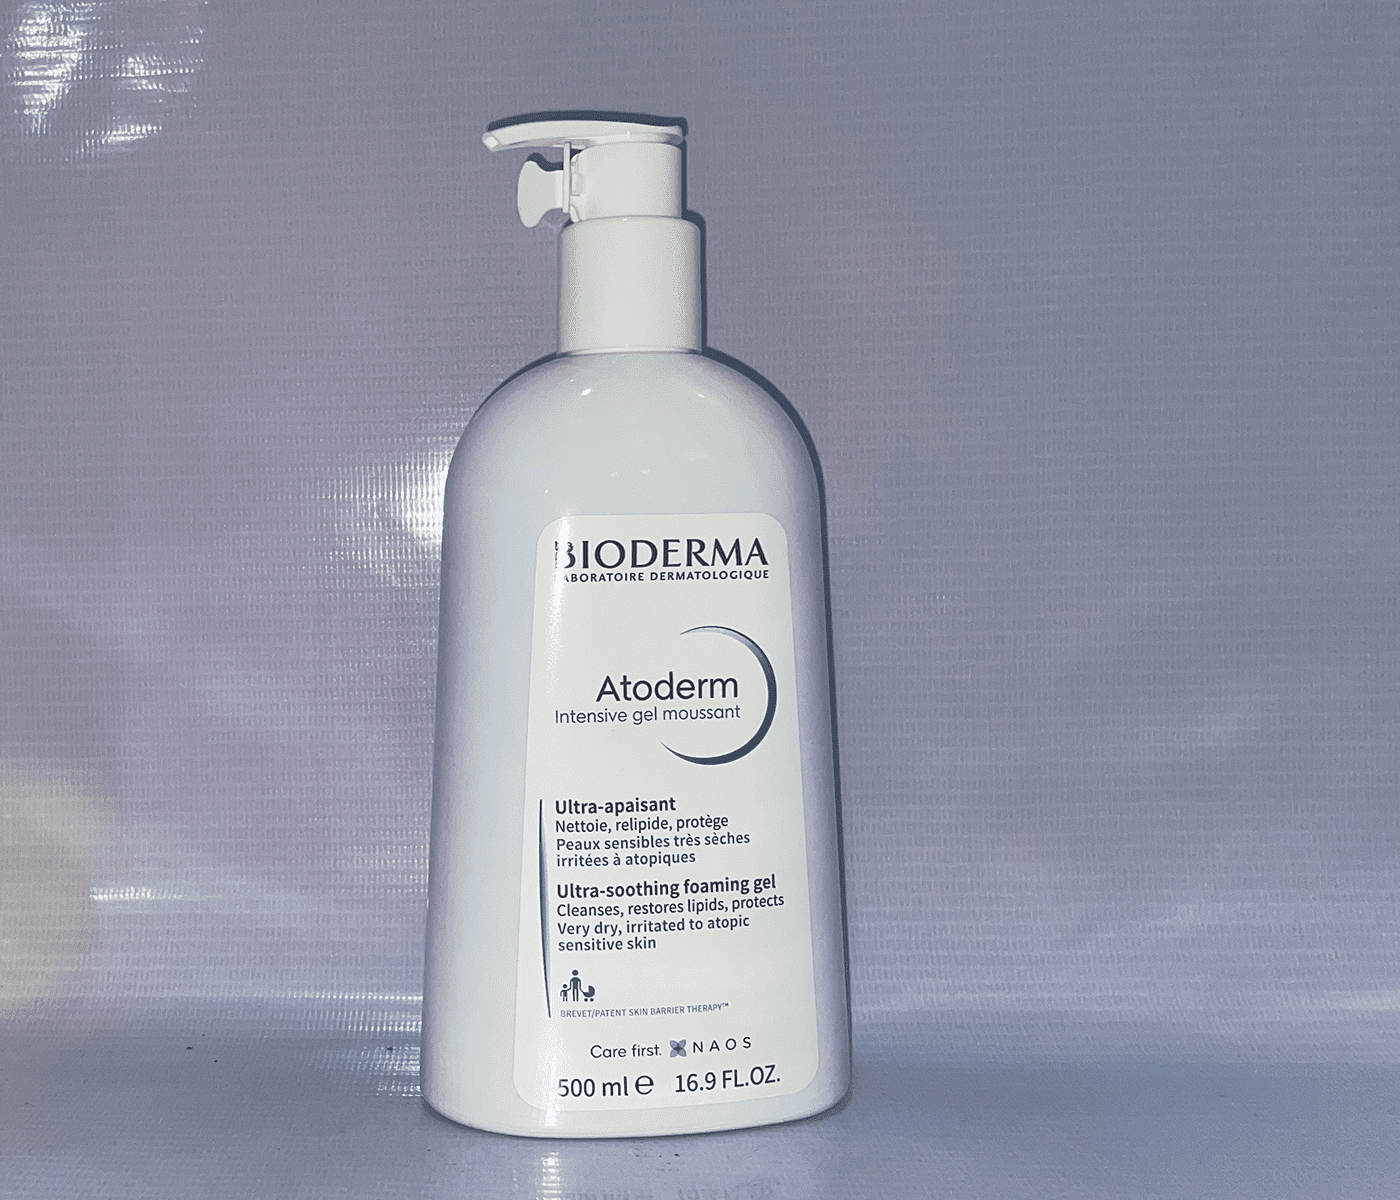 BIODERMA
LABORATOIRE DERMATOLOGIQUE
Atoderm
Intensive gel moussant
Ultra-apaisant
Nettoie, relipide, protège
Peaux sensibles très sèches
irritées à atopiques
Ultra-soothing foaming gel
Cleanses, restores lipids, protects
Very dry, irritated to atopic
sensitive skin
BREVET/PATENT SKIN BARRIER THERAPY™
Care first. NAOS
500 ml ℮ 16.9 FL.OZ.